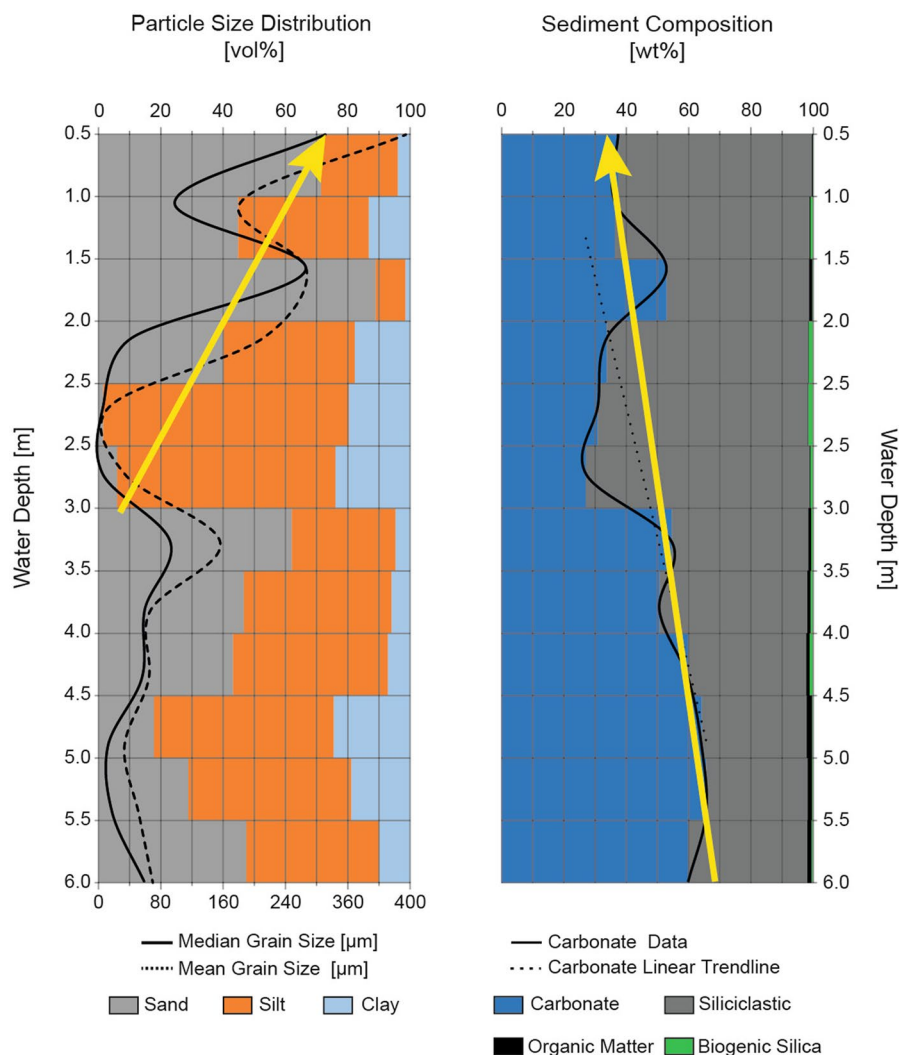 Particle Size Distribution
[vol%]
0 20 40 60 80 100
0.5
1.0
1.5
2.0
2.5
2.5
3.0
3.5
4.0
4.5
5.0
5.5
6.0
Water Depth [m]
0 80 160 240 360 400
Median Grain Size [µm]
Mean Grain Size [µm]
Sand Silt Clay
Sediment Composition
[wt%]
0 20 40 60 80 100
0.5
1.0
1.5
2.0
2.5
2.5
3.0
3.5
4.0
4.5
5.0
5.5
6.0
Water Depth [m]
Carbonate Data
Carbonate Linear Trendline
Carbonate Siliciclastic
Organic Matter Biogenic Silica